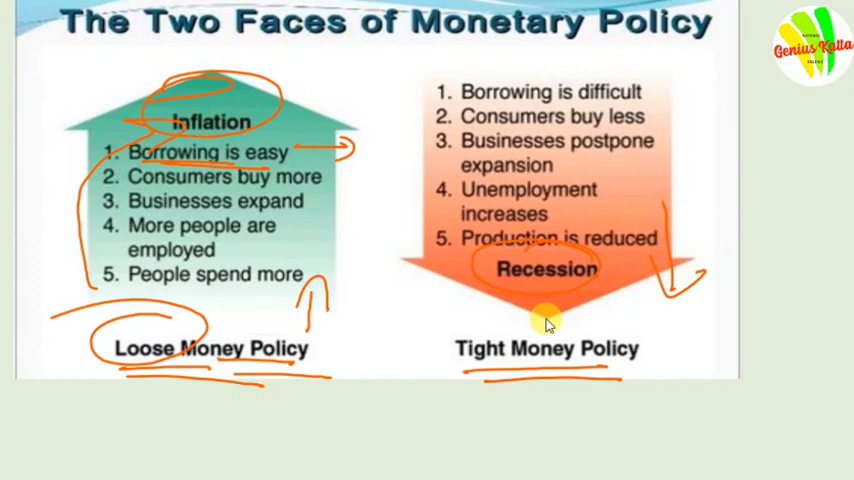 The Two Faces of Monetary Policy
Genius Katta
Inflation
1. Borrowing is easy
2. Consumers buy more
3. Businesses expand
4. More people are
employed
5. People spend more
Loose Money Policy
1. Borrowing is difficult
2. Consumers buy less
3. Businesses postpone
expansion
4. Unemployment
increases
5. Production is reduced
Recession
Tight Money Policy